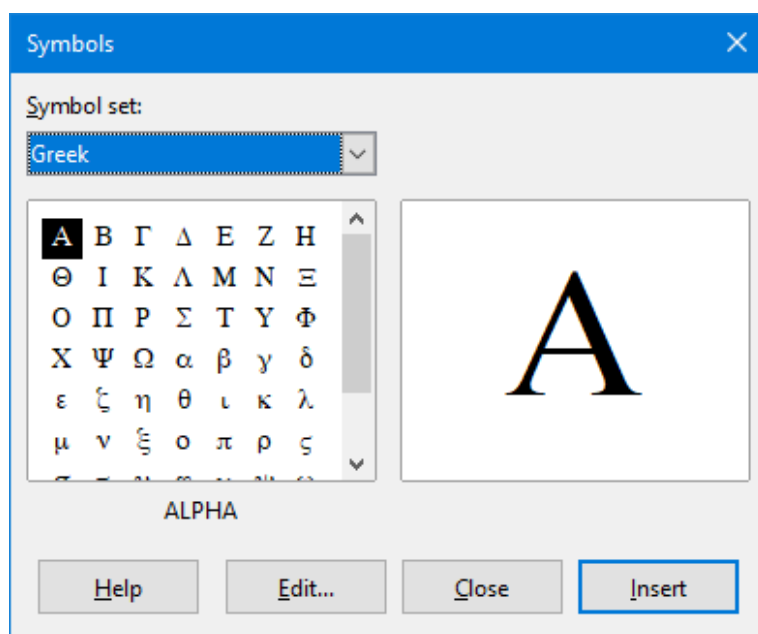 Symbols
Symbol set:
Greek
Α Β Γ Δ Ε Ζ Η
Θ Ι Κ Λ Μ Ν Ξ
Ο Π Ρ Σ Τ Υ Φ
Χ Ψ Ω α β γ δ
ε ζ η θ ι κ λ
μ ν ξ ο π ρ ς
Α
ALPHA
Help Edit... Close Insert